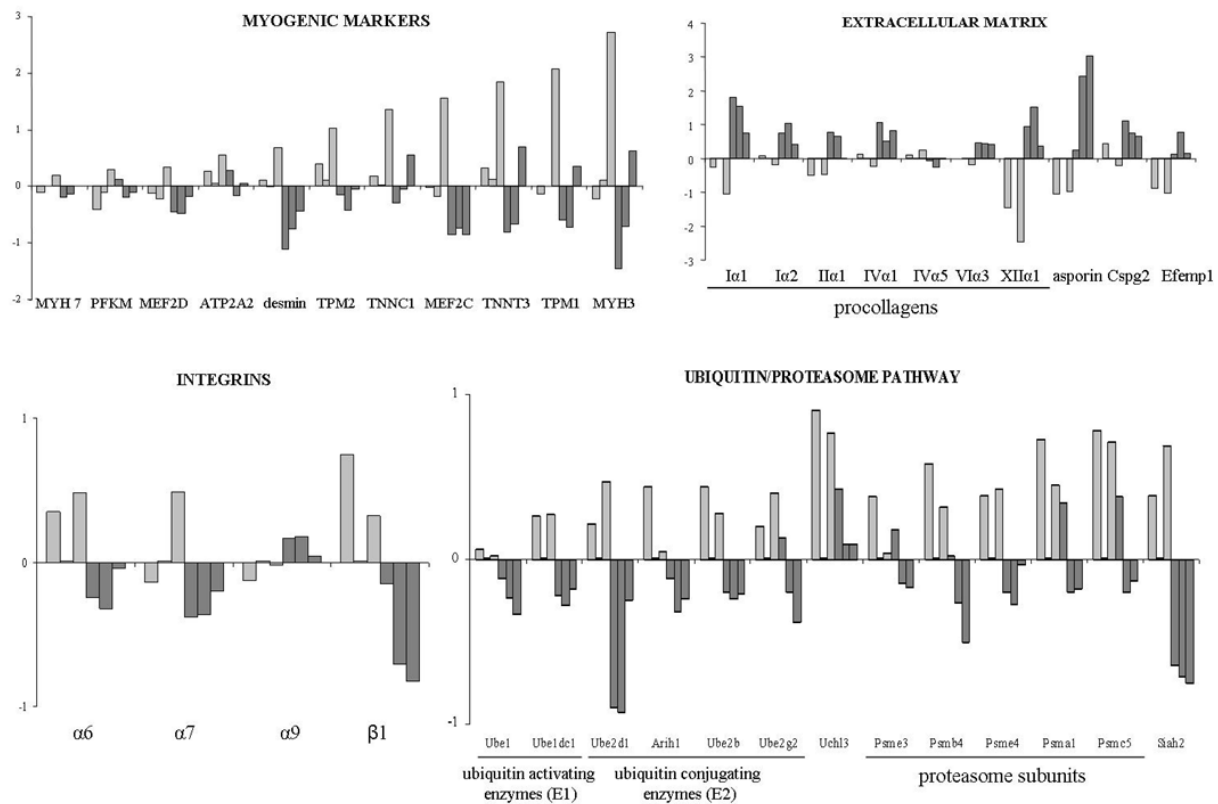 MYOGENIC MARKERS
3
2
1
0
-1
-2
MYH 7 PFKM MEF2D ATP2A2 desmin TPM2 TNNC1 MEF2C TNNT3 TPM1 MYH3
EXTRACELLULAR MATRIX
4
3
2
1
0
-1
-2
-3
Iα1 Iα2 IIα1 IVα1 IVα5 VIα3 XIIα1 asporin Cspg2 Efemp1
procollagens
INTEGRINS
1
0
-1
α6 α7 α9 β1
UBIQUITIN/PROTEASOME PATHWAY
1
0
-1
Ube1 Ube1dc1 Ube2d1 Arih1 Ube2b Ube2g2 Uchl3 Psme3 Psmb4 Psme4 Psma1 Psmc5 Siah2
ubiquitin activating ubiquitin conjugating proteasome subunits
enzymes (E1) enzymes (E2)